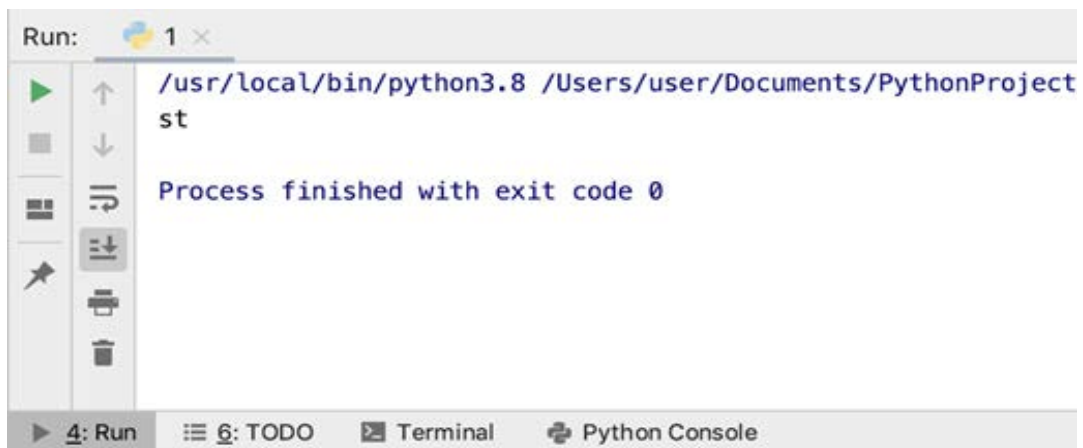 Run: 1
/usr/local/bin/python3.8 /Users/user/Documents/PythonProject
st
Process finished with exit code 0
4: Run 6: TODO Terminal Python Console